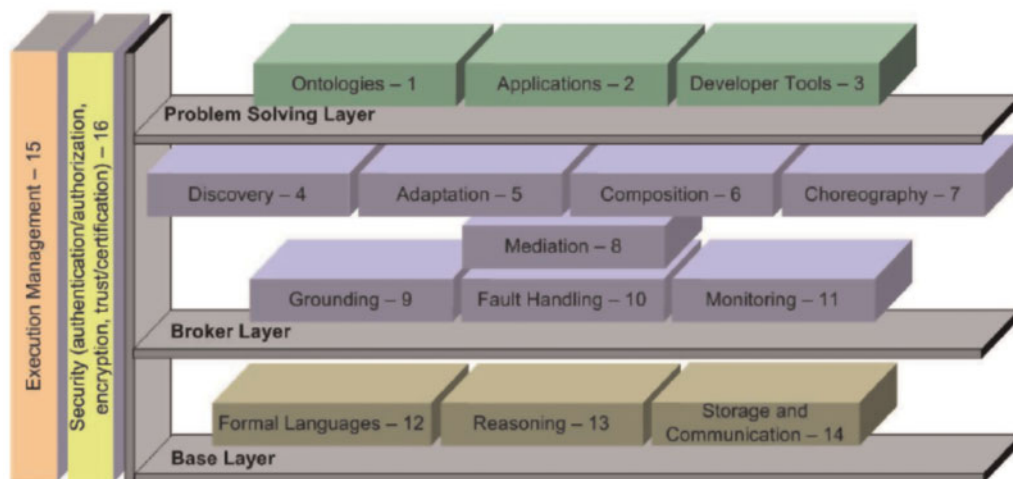 Ontologies – 1
Applications – 2
Developer Tools – 3
Problem Solving Layer
Discovery – 4
Adaptation – 5
Composition – 6
Choreography – 7
Mediation – 8
Grounding – 9
Fault Handling – 10
Monitoring – 11
Broker Layer
Formal Languages – 12
Reasoning – 13
Storage and
Communication – 14
Base Layer
Execution Management – 15
Security (authentication/authorization,
encryption, trust/certification) – 16